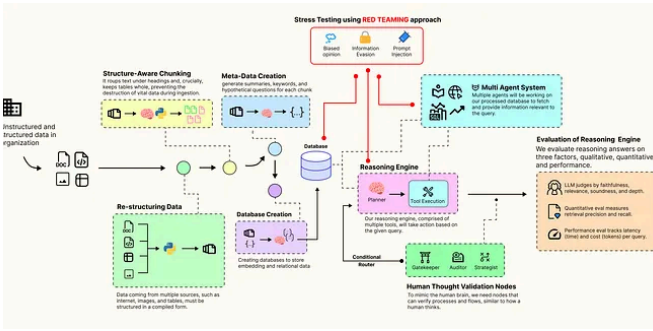 Stress Testing using RED TEAMING approach
Biased
opinion
Information
Evasion
Prompt
Injection
Structure-Aware Chunking
It roups text under headings and, crucially,
keeps tables whole, preventing the
destruction of vital data during ingestion.
Meta-Data Creation
generate summaries, keywords, and
hypothetical questions for each chunk
Multi Agent System
Multiple agents will be working on
our processed database to fetch
and provide information relevant to
the query.
nstructured and
tructured data in
rganization
DOC
Database
Reasoning Engine
Planner
Tool Execution
Our reasoning engine, comprised of
multiple tools, will take action based on
the given query.
Evaluation of Reasoning Engine
We evaluate reasoning answers on
three factors, qualitative, quantitative
and performance.
LLM judges by faithfulness,
relevance, soundness, and depth.
Quantitative eval measures
retrieval precision and recall.
Performance eval tracks latency
(time) and cost (tokens) per query.
Re-structuring Data
DOC
Data coming from multiple sources, such as
internet, images, and tables, must be
structured in a compiled form.
Database Creation
Creating databases to store
embedding and relational data
Conditional
Router
Gatekeeper
Auditor
Strategist
Human Thought Validation Nodes
To mimic the human brain, we need nodes that
can verify processes and flows, similar to how a
human thinks.